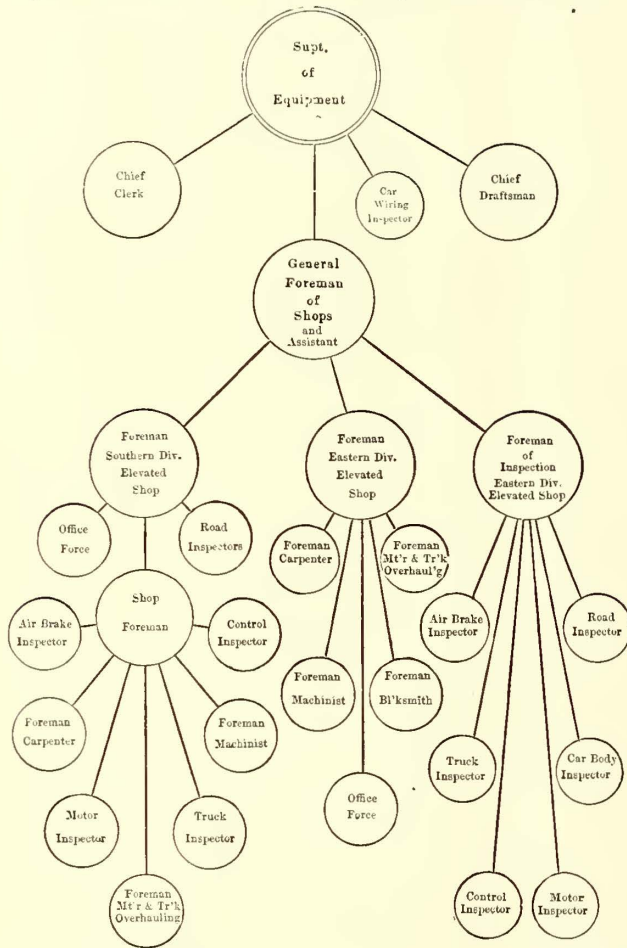 Supt.
of
Equipment
Chief
Clerk
Car
Wiring
Inspector
Chief
Draftsman
General
Foreman
of
Shops
and
Assistant
Foreman
Southern Div.
Elevated
Shop
Foreman
Eastern Div.
Elevated
Shop
Foreman
of
Inspection
Eastern Div.
Elevated Shop
Office
Force
Road
Inspectors
Foreman
Carpenter
Foreman
Mt'r & Tr'k
Overhaul'g
Shop
Foreman
Air Brake
Inspector
Control
Inspector
Air Brake
Inspector
Road
Inspector
Foreman
Machinist
Foreman
Bl'ksmith
Foreman
Carpenter
Foreman
Machinist
Truck
Inspector
Car Body
Inspector
Motor
Inspector
Truck
Inspector
Office
Force
Foreman
Mt'r & Tr'k
Overhauling
Control
Inspector
Motor
Inspector